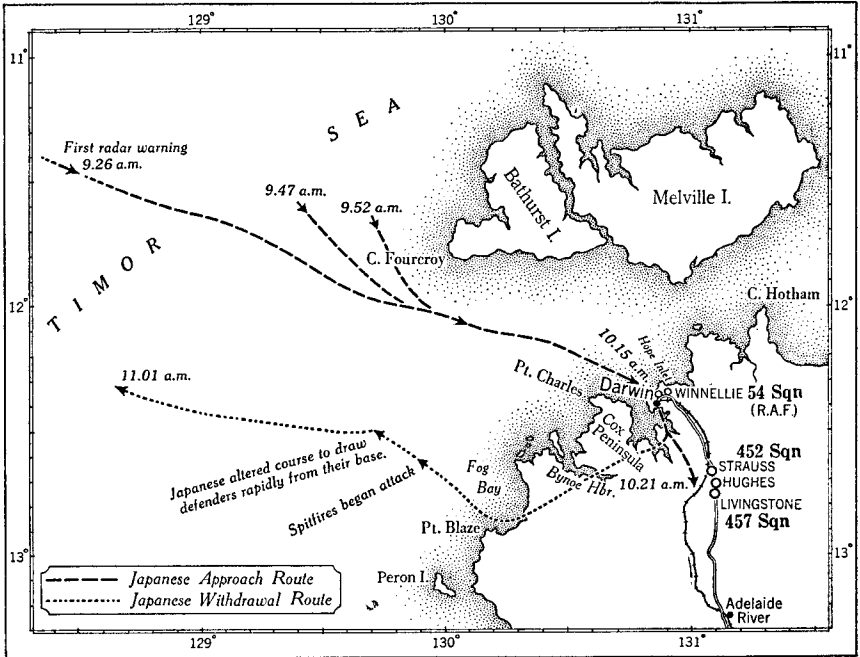 129°
130°
131°
11°
11°
SEA
First radar warning
9.26 a.m.
9.47 a.m.
9.52 a.m.
C. Fourcroy
Bathurst I.
Melville I.
TIMOR
12°
12°
C. Hotham
10.15 a.m.
Hope Inlet
11.01 a.m.
Pt. Charles
Darwin
WINNELLIE 54 Sqn
(R.A.F.)
Cox
Peninsula
452 Sqn
STRAUSS
HUGHES
LIVINGSTONE
457 Sqn
Japanese altered course to draw
defenders rapidly from their base.
Spitfires began attack
Fog
Bay
Bynoe Hbr.
10.21 a.m.
Pt. Blaze
13°
13°
Peron I.
Japanese Approach Route
Japanese Withdrawal Route
Adelaide
River
129°
130°
131°